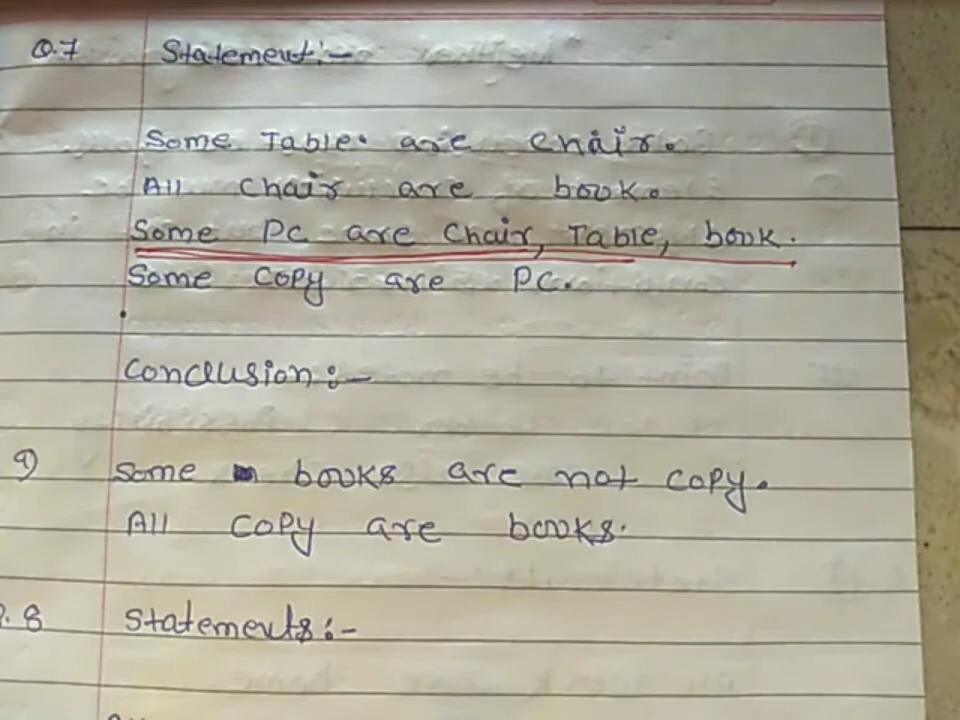 Q.7 Statement:-
Some Table. are Chair.
All Chair are book.
Some PC are Chair, Table, book.
Some Copy are PC.
Conclusion:-
Some books are not copy.
All copy are books.
.8 Statements:-